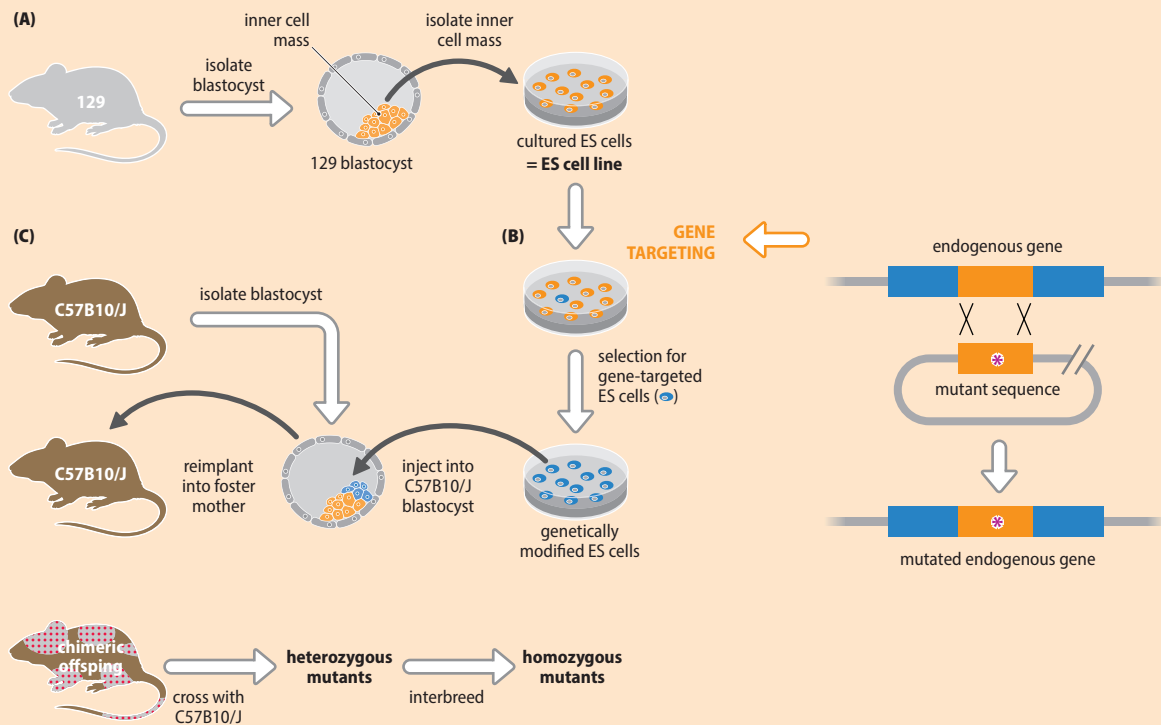 (A)
129
isolate
blastocyst
inner cell
mass
129 blastocyst
isolate inner
cell mass
cultured ES cells
= ES cell line
(B)
GENE
TARGETING
endogenous gene
*
mutant sequence
*
mutated endogenous gene
selection for
gene-targeted
ES cells ( )
genetically
modified ES cells
(C)
C57B10/J
isolate blastocyst
C57B10/J
reimplant
into foster
mother
inject into
C57B10/J
blastocyst
chimeric
offsping
cross with
C57B10/J
heterozygous
mutants
interbreed
homozygous
mutants